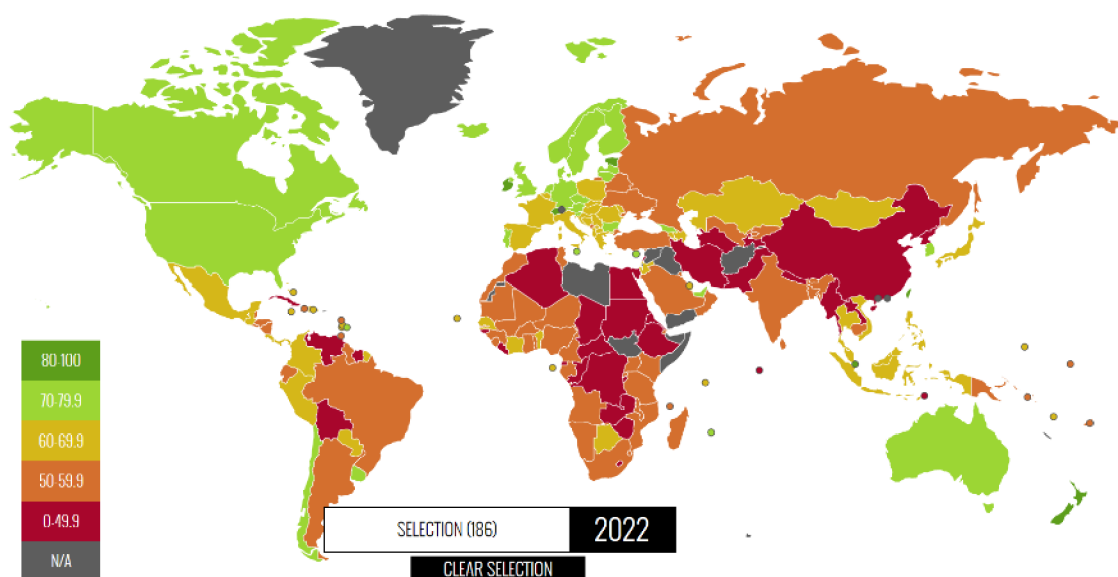 80-100
70-79.9
60-69.9
50-59.9
0-49.9
N/A
SELECTION (186)
2022
CLEAR SELECTION